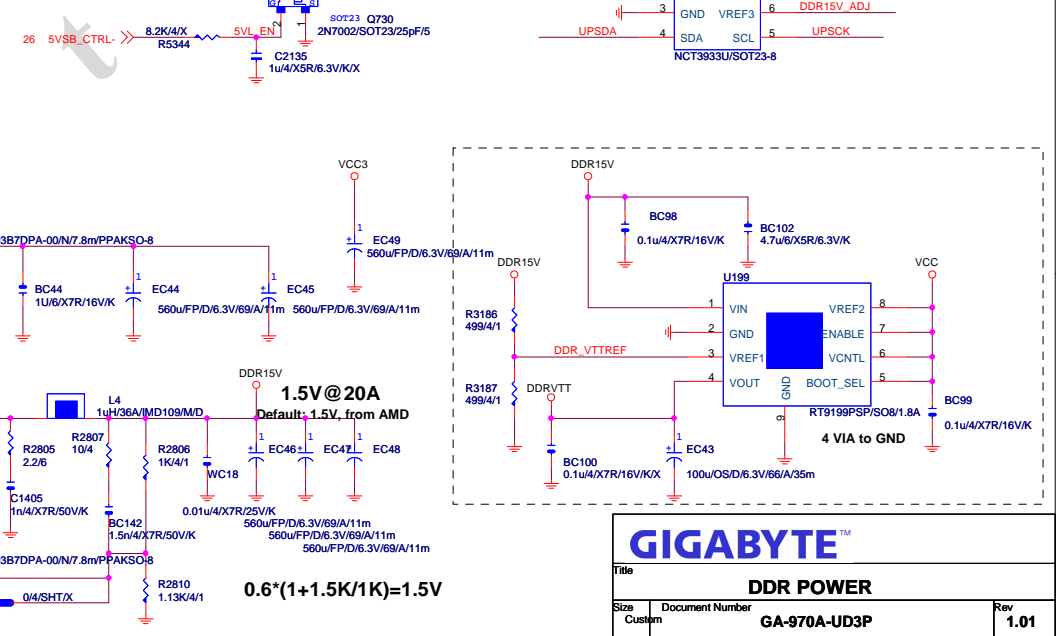 G
S
SOT23 Q730
2N7002/SOT23/25pF/5
2
1
26 5VSB_CTRL-
8.2K/4/X
R5344
5VL_EN
C2135
1u/4/X5R/6.3V/K/X
t
3 GND VREF3 6 DDR15V_ADJ
UPSDA 4 SDA SCL 5 UPSCK
NCT3933U/SOT23-8
VCC3
1
+
EC49
560u/FP/D/6.3V/69/A/11m
3B7DPA-00/N/7.8m/PPAKSO-8
BC44
1U/6/X7R/16V/K
1
+
EC44
560u/FP/D/6.3V/69/A/11m
1
+
EC45
560u/FP/D/6.3V/69/A/11m
DDR15V
BC98
0.1u/4/X7R/16V/K
BC102
4.7u/6/X5R/6.3V/K
DDR15V
R3186
499/4/1
DDR_VTTREF
R3187
499/4/1
DDRVTT
U199
1 VIN VREF2 8
2 GND ENABLE 7
3 VREF1 VCNTL 6
4 VOUT BOOT_SEL 5
GND
9
RT9199PSP/SO8/1.8A
VCC
BC99
0.1u/4/X7R/16V/K
4 VIA to GND
BC100
0.1u/4/X7R/16V/K/X
1
+
EC43
100u/OS/D/6.3V/66/A/35m
L4
1uH/36A/IMD109/M/D
DDR15V
1.5V@20A
Default: 1.5V, from AMD
R2805
2.2/6
R2807
10/4
R2806
1K/4/1
WC18
0.01u/4/X7R/25V/K
1
+
EC46
1
+
EC47
1
EC48
560u/FP/D/6.3V/69/A/11m
560u/FP/D/6.3V/69/A/11m
560u/FP/D/6.3V/69/A/11m
C1405
1n/4/X7R/50V/K
BC142
1.5n/4/X7R/50V/K
3B7DPA-00/N/7.8m/PPAKSO-8
0/4/SHT/X
R2810
1.13K/4/1
0.6*(1+1.5K/1K)=1.5V
GIGABYTE™
Title
DDR POWER
Size
Custom
Document Number
GA-970A-UD3P
Rev
1.01